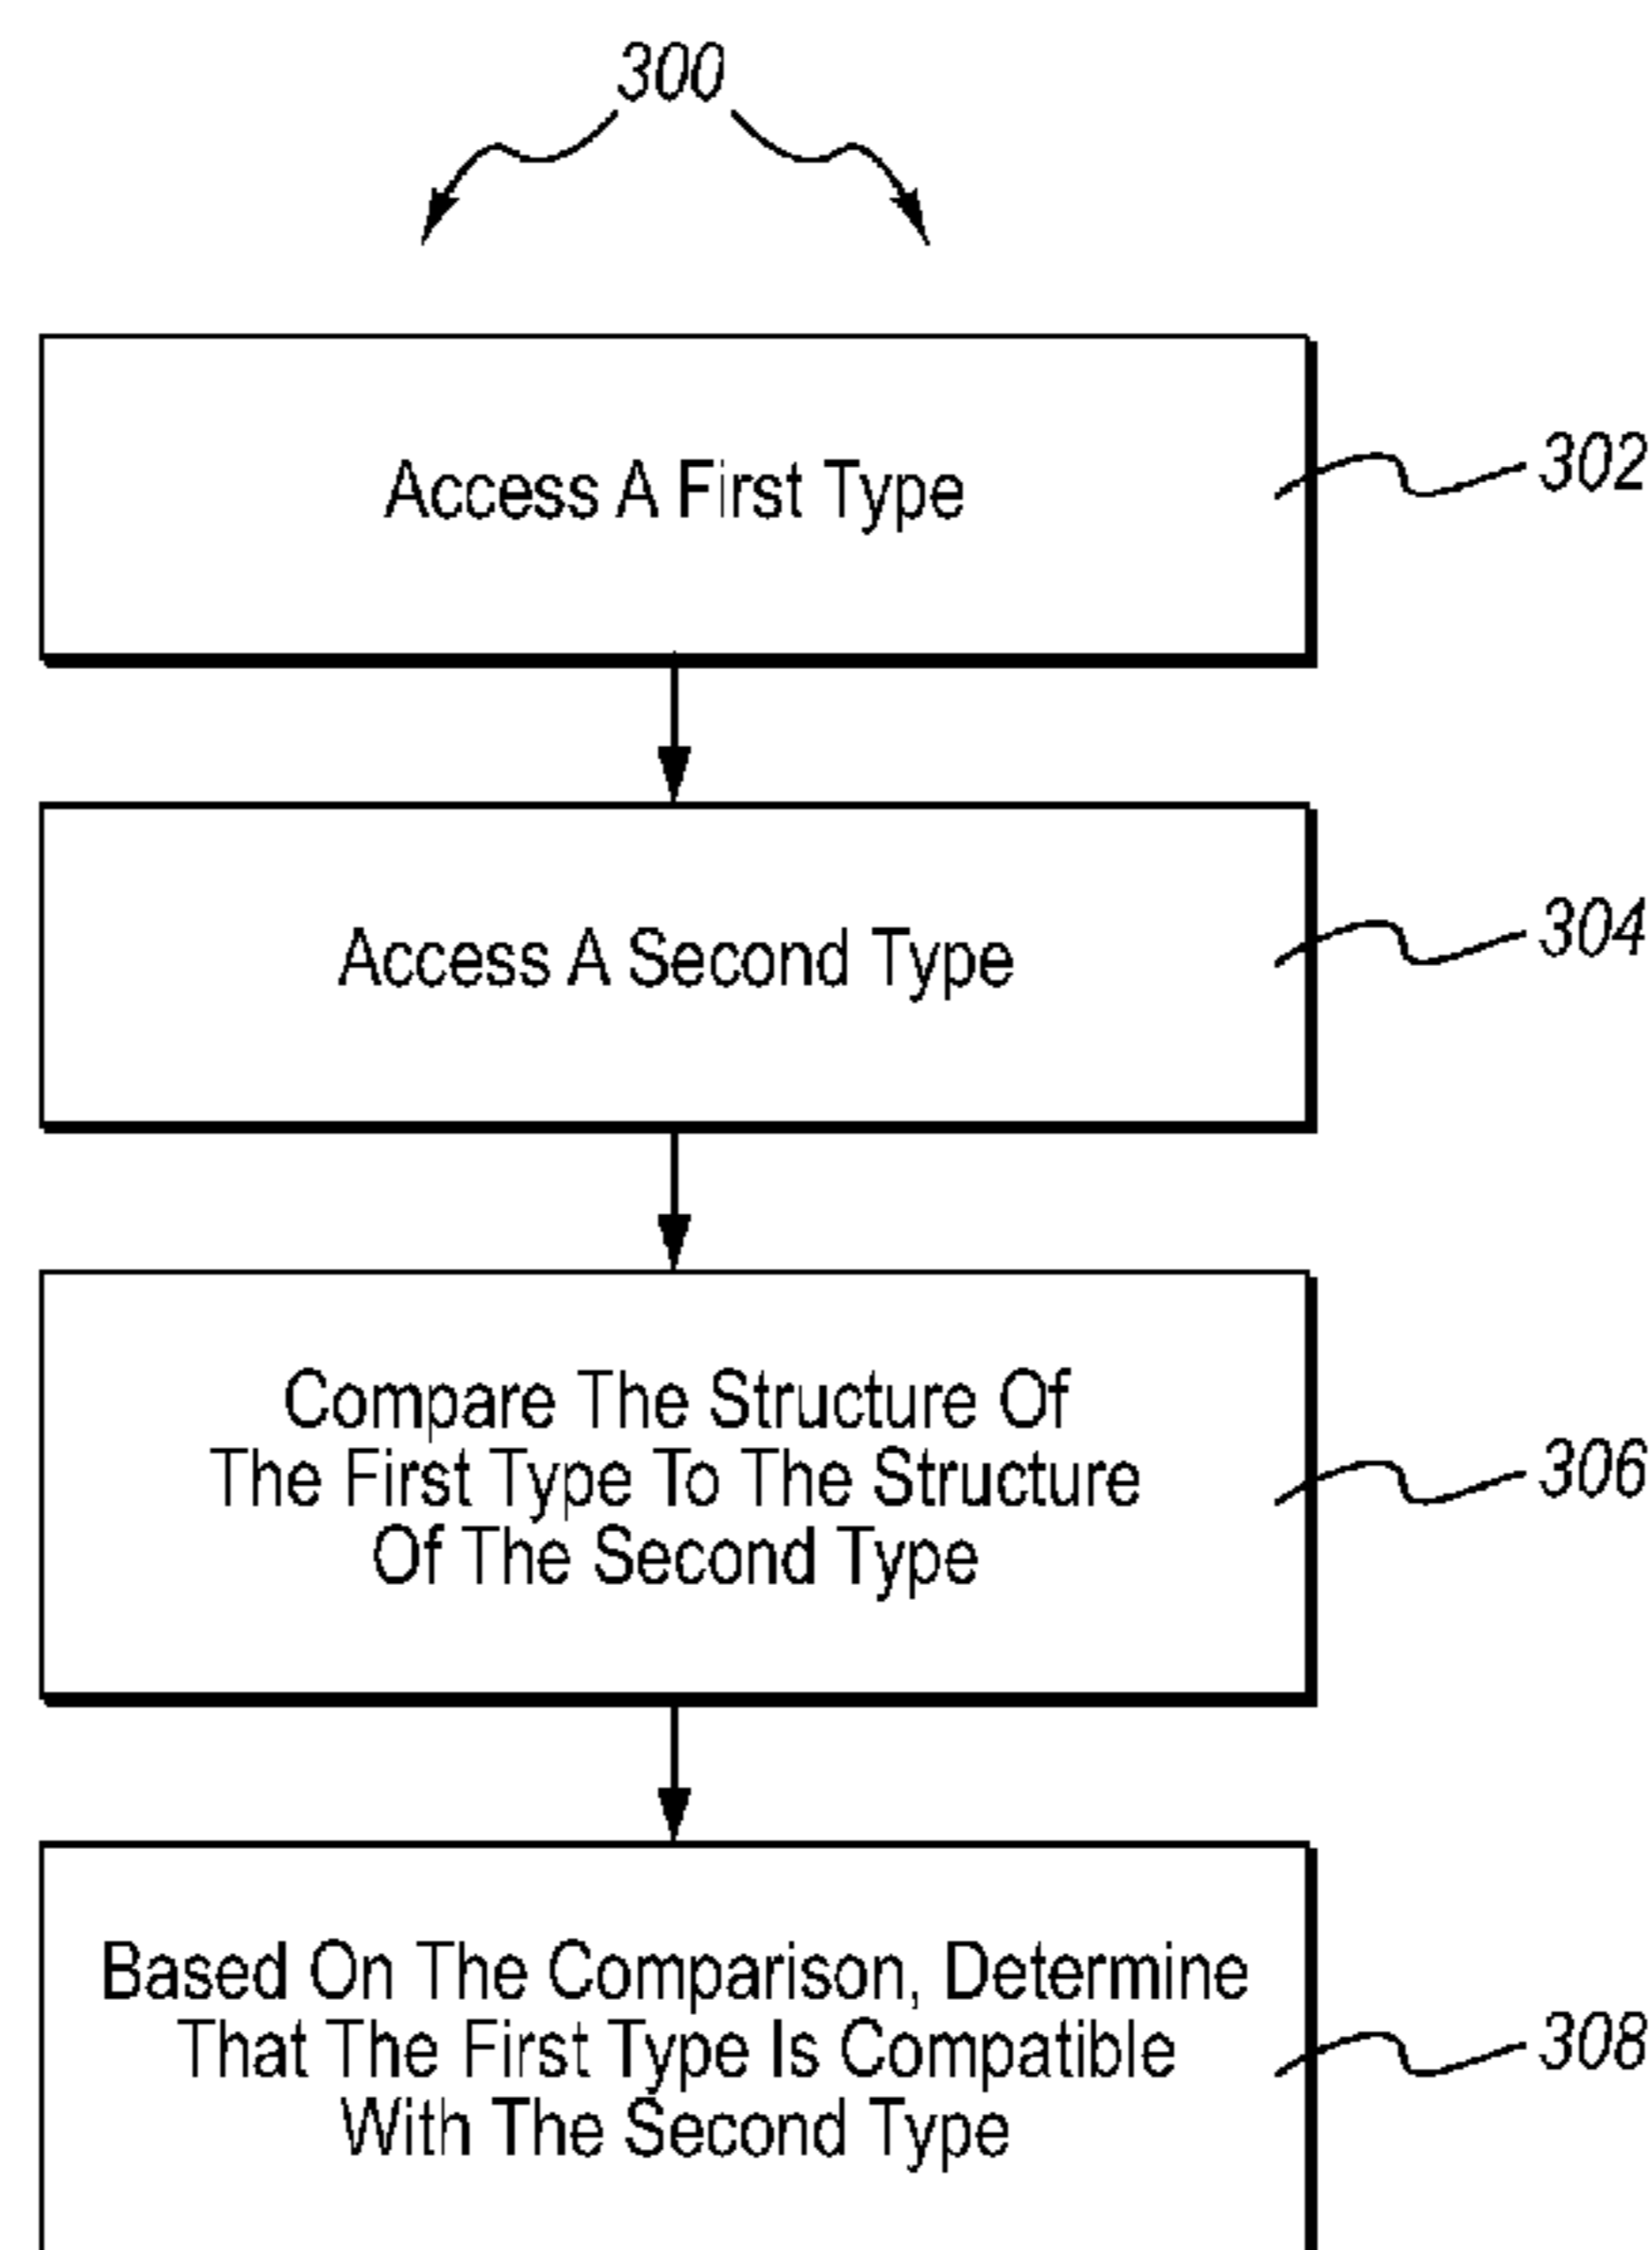 300
Access A First Type
302
Access A Second Type
304
Compare The Structure Of
The First Type To The Structure
Of The Second Type
306
Based On The Comparison, Determine
That The First Type Is Compatible
With The Second Type
308